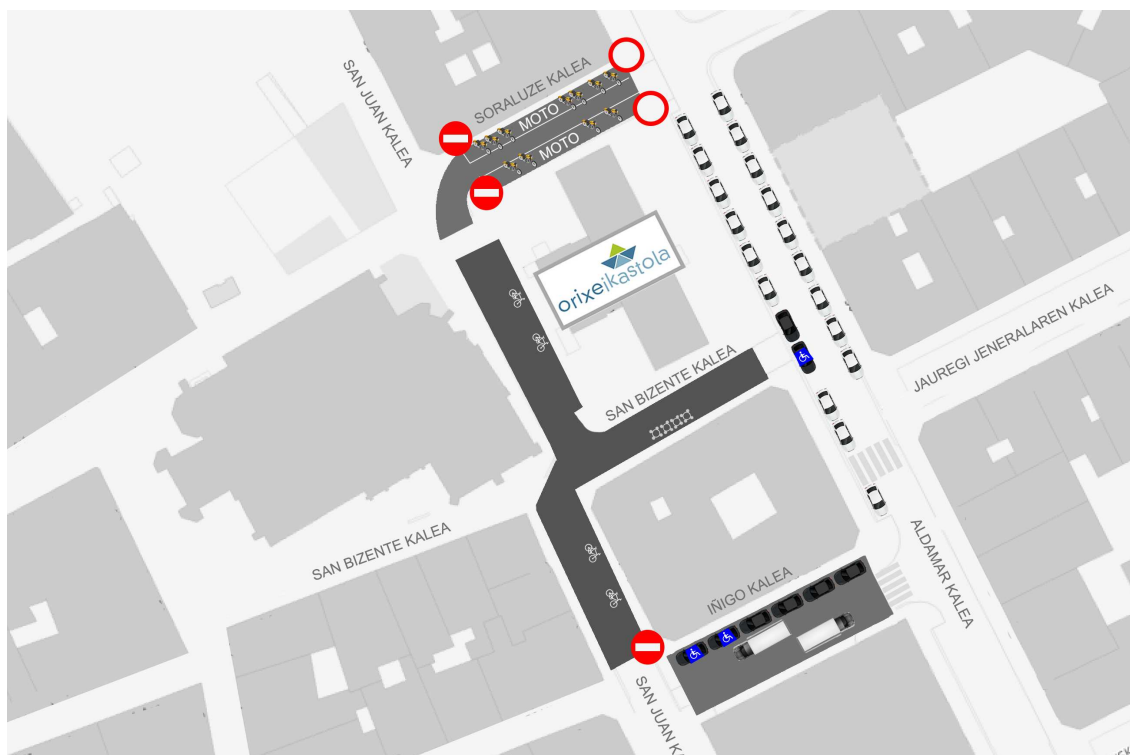 SAN JUAN KALEA
SORALUZE KALEA
MOTO
MOTO
orixeikastola
JAUREGI JENERALAREN KALEA
SAN BIZENTE KALEA
SAN BIZENTE KALEA
ALDAMAR KALEA
IÑIGO KALEA
SAN JUAN KA